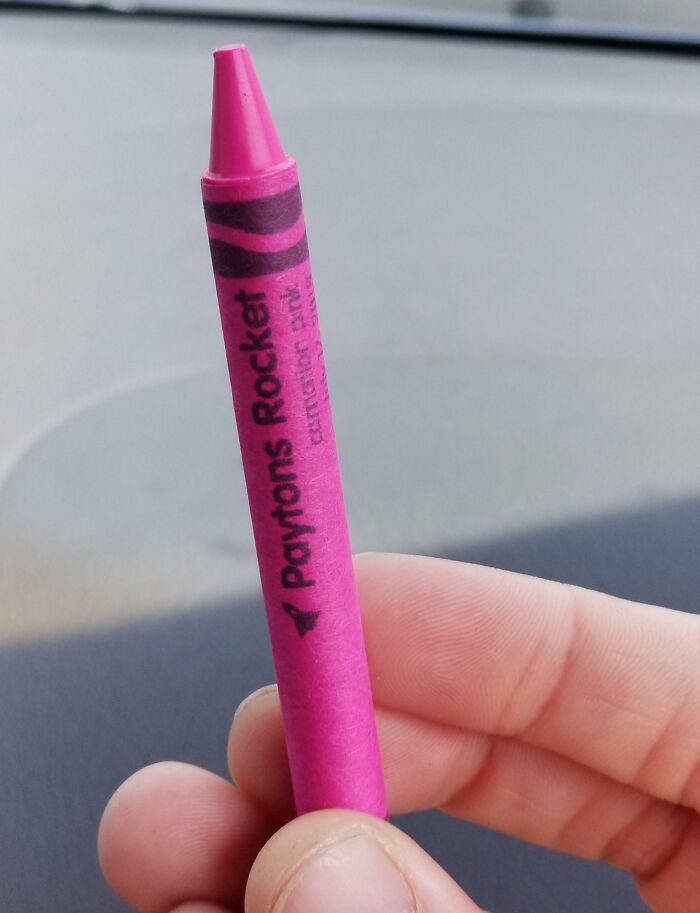 Paytons Rocket
carnation pink